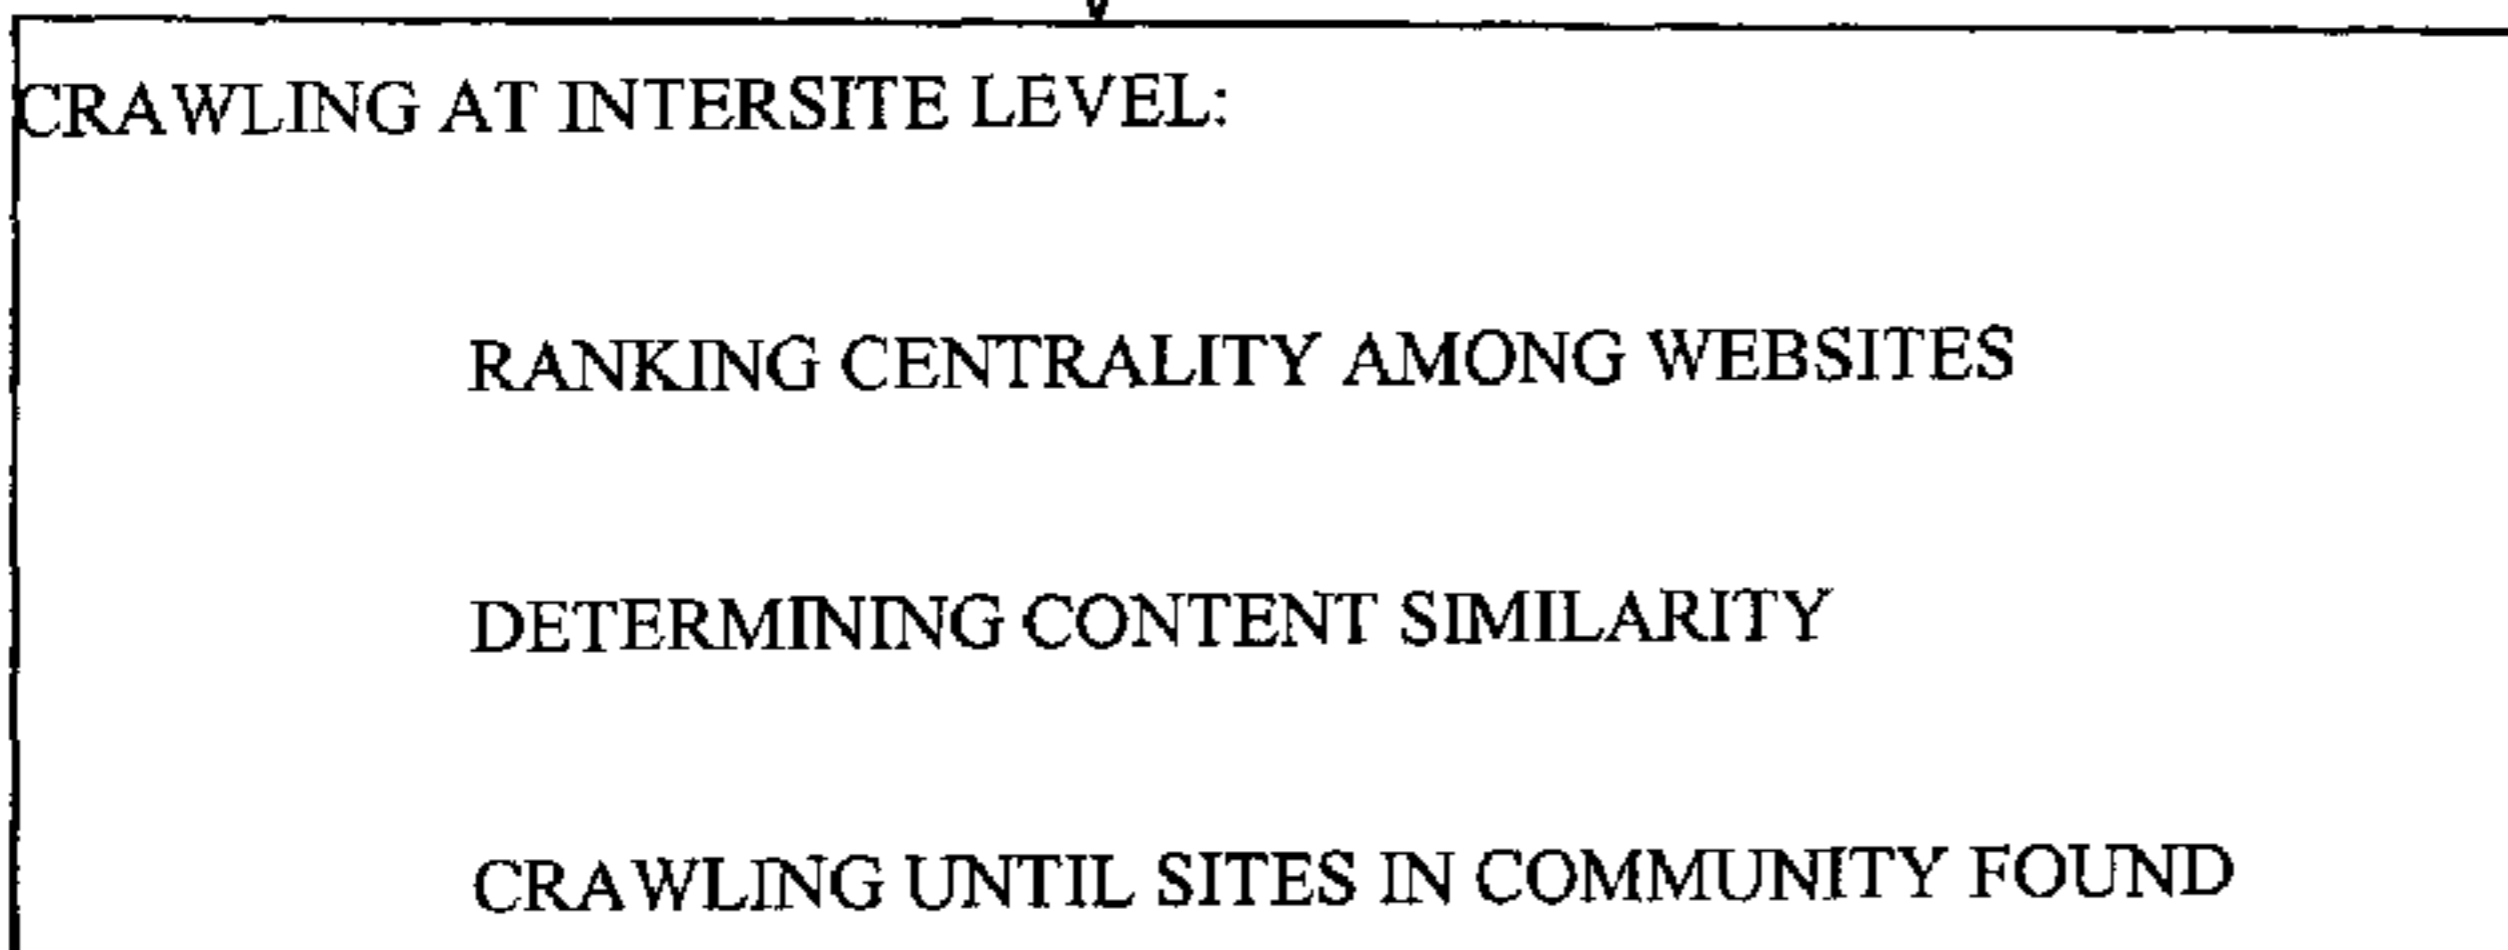 CRAWLING AT INTERSITE LEVEL:
RANKING CENTRALITY AMONG WEBSITES
DETERMINING CONTENT SIMILARITY
CRAWLING UNTIL SITES IN COMMUNITY FOUND